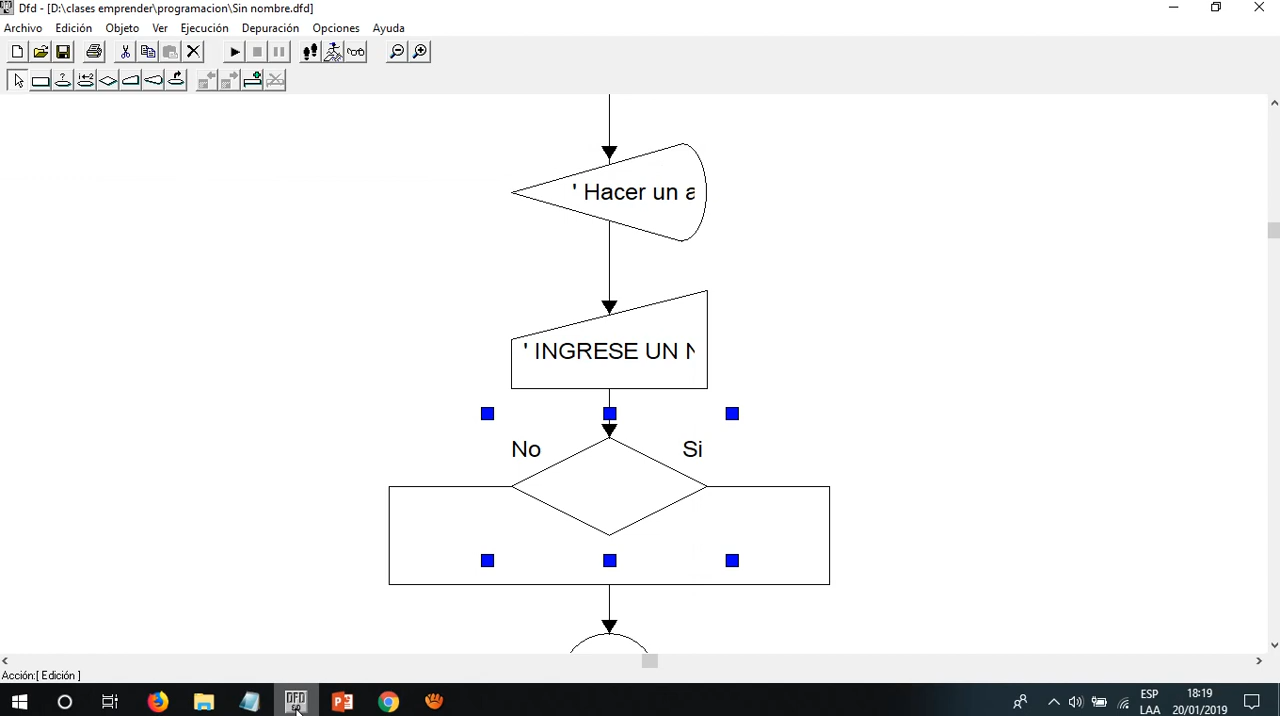 Dfd - [D:\clases emprender\programacion\Sin nombre.dfd]
Archivo Edición Objeto Ver Ejecución Depuración Opciones Ayuda
' Hacer un a
' INGRESE UN N
No Si
Acción:[ Edición ]
DFD
ESP 18:19
LAA 20/01/2019